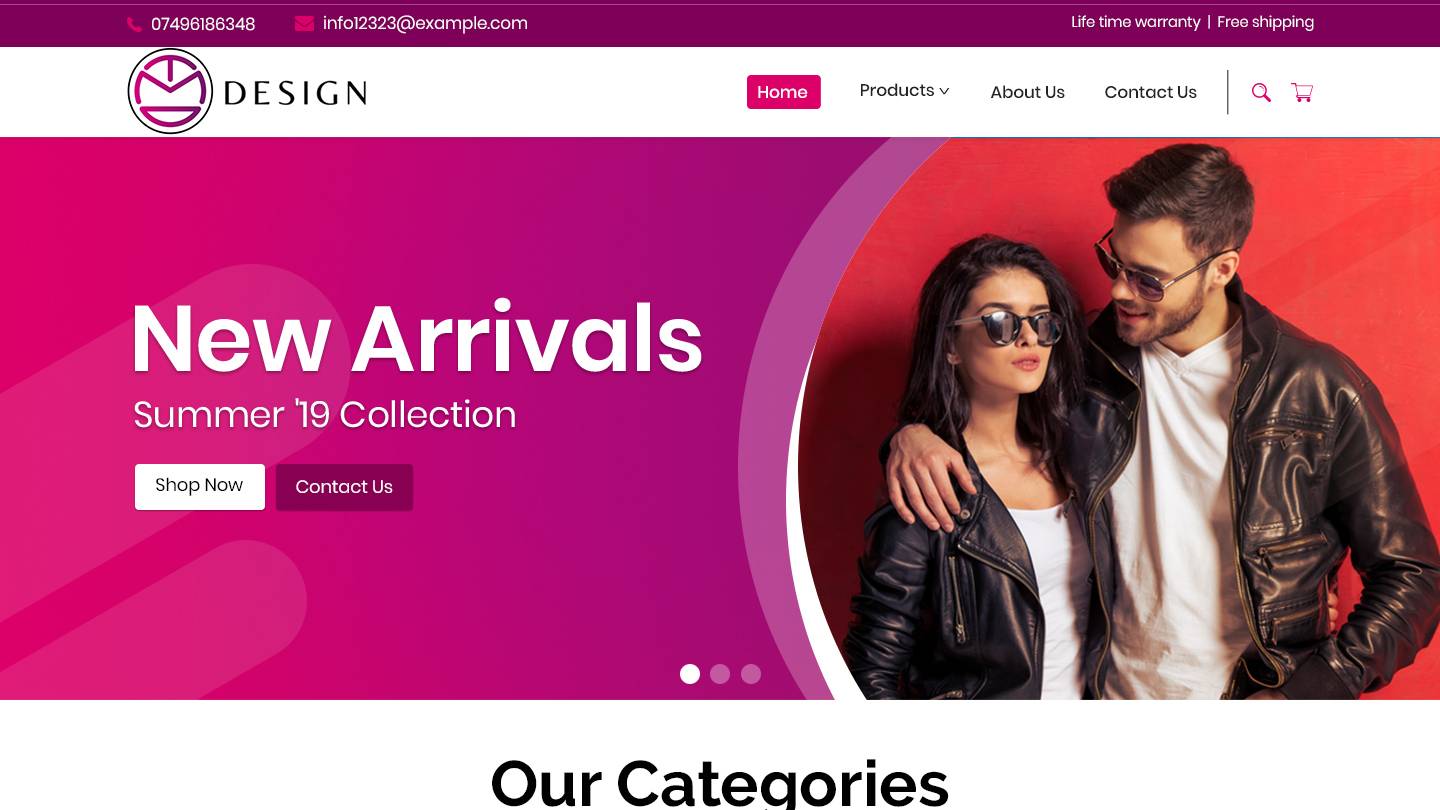 07496186348 info12323@example.com Life time warranty | Free shipping
DESIGN
Home Products About Us Contact Us
New Arrivals
Summer '19 Collection
Shop Now Contact Us
Our Categories